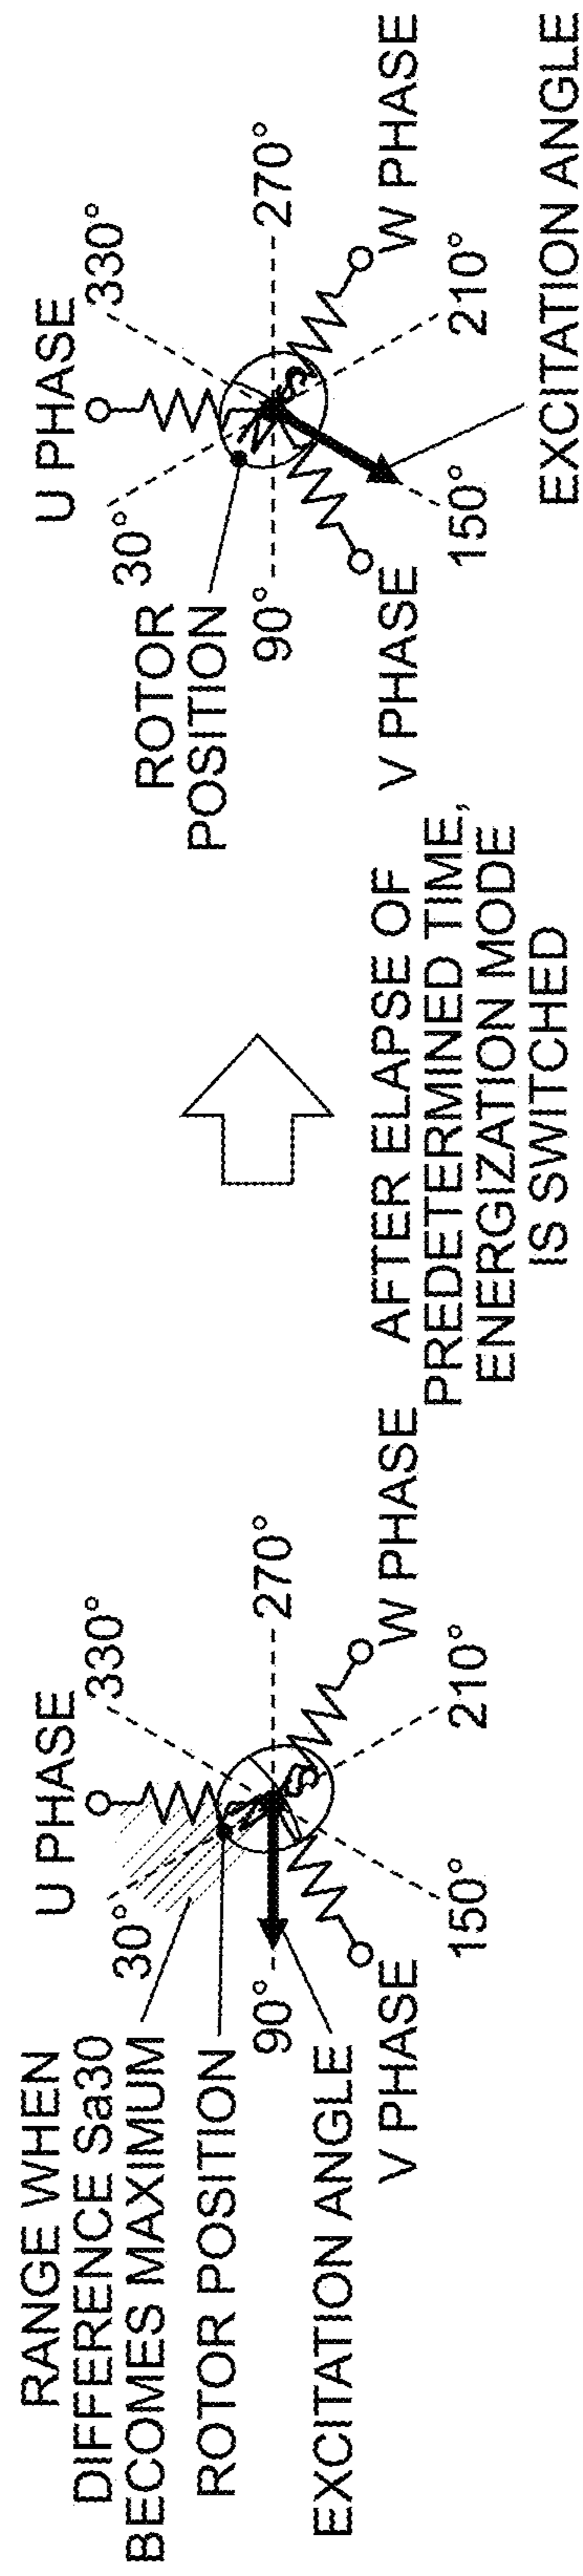 RANGE WHEN
DIFFERENCE Sa30
BECOMES MAXIMUM
ROTOR POSITION
EXCITATION ANGLE
U PHASE
30°
330°
90°
270°
150°
210°
V PHASE
W PHASE
S
AFTER ELAPSE OF
PREDETERMINED TIME,
ENERGIZATION MODE
IS SWITCHED
ROTOR
POSITION
U PHASE
30°
330°
90°
270°
150°
210°
V PHASE
W PHASE
S
EXCITATION ANGLE